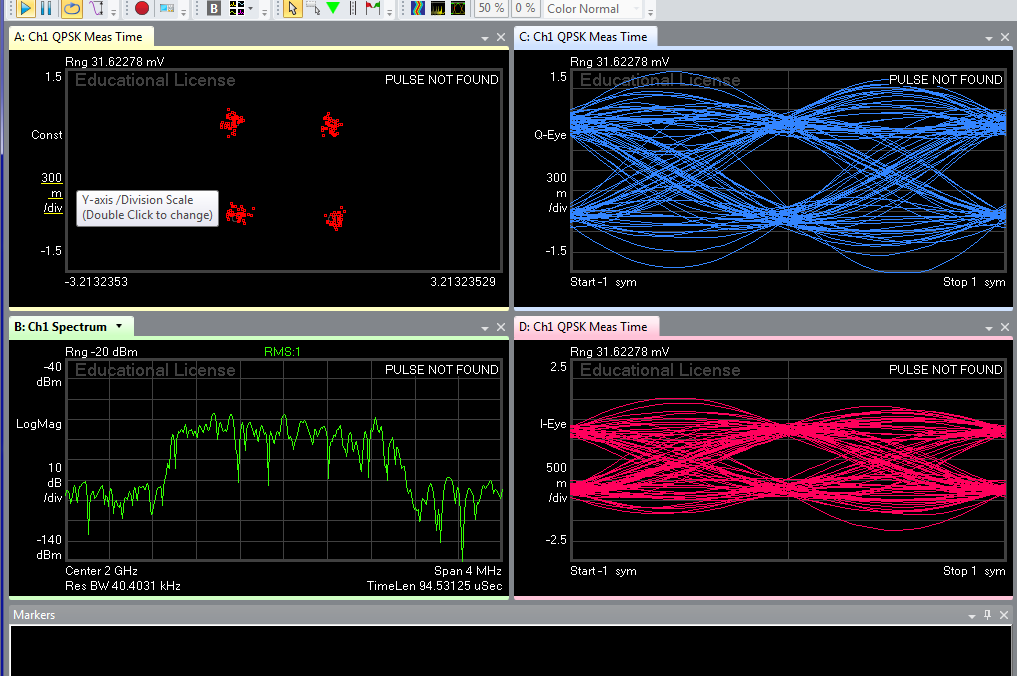 B
50 %
0 %
Color Normal
A: Ch1 QPSK Meas Time
Rng 31.62278 mV
1.5
Educational License
PULSE NOT FOUND
Const
300
m
/div
Y-axis /Division Scale
(Double Click to change)
-1.5
-3.2132353
3.21323529
C: Ch1 QPSK Meas Time
Rng 31.62278 mV
1.5
Educational License
PULSE NOT FOUND
Q-Eye
300
m
/div
-1.5
Start -1 sym
Stop 1 sym
B: Ch1 Spectrum
Rng -20 dBm
RMS:1
-40
dBm
Educational License
PULSE NOT FOUND
LogMag
10
dB
/div
-140
dBm
Center 2 GHz
Span 4 MHz
Res BW 40.4031 kHz
TimeLen 94.53125 uSec
D: Ch1 QPSK Meas Time
Rng 31.62278 mV
2.5
Educational License
PULSE NOT FOUND
I-Eye
500
m
/div
-2.5
Start -1 sym
Stop 1 sym
Markers